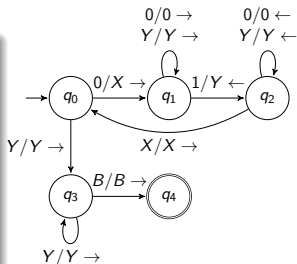 0/0 → 0/0 ←
Y/Y → Y/Y ←
q0 0/X → q1 1/Y ← q2
Y/Y → X/X →
q3 B/B → q4
Y/Y →